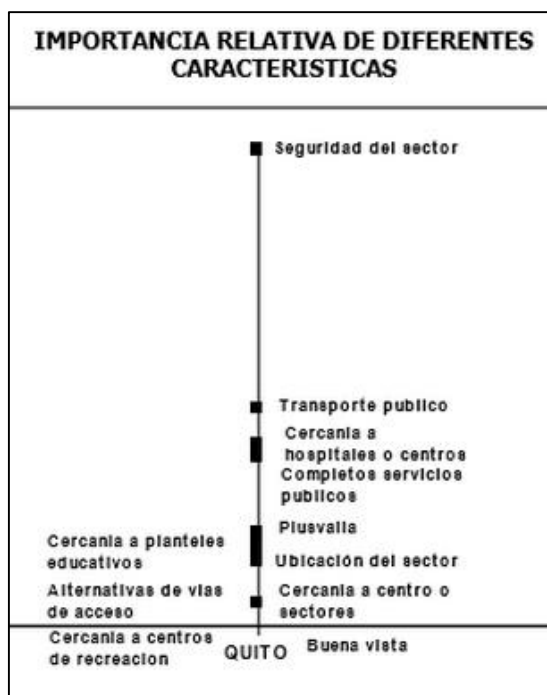 IMPORTANCIA RELATIVA DE DIFERENTES
CARACTERISTICAS
Seguridad del sector
Transporte publico
Cercania a
hospitales o centros
Completos servicios
publicos
Plusvalia
Cercania a planteles
educativos
Ubicación del sector
Alternativas de vias
de acceso
Cercania a centro o
sectores
Cercania a centros
de recreacion
QUITO
Buena vista